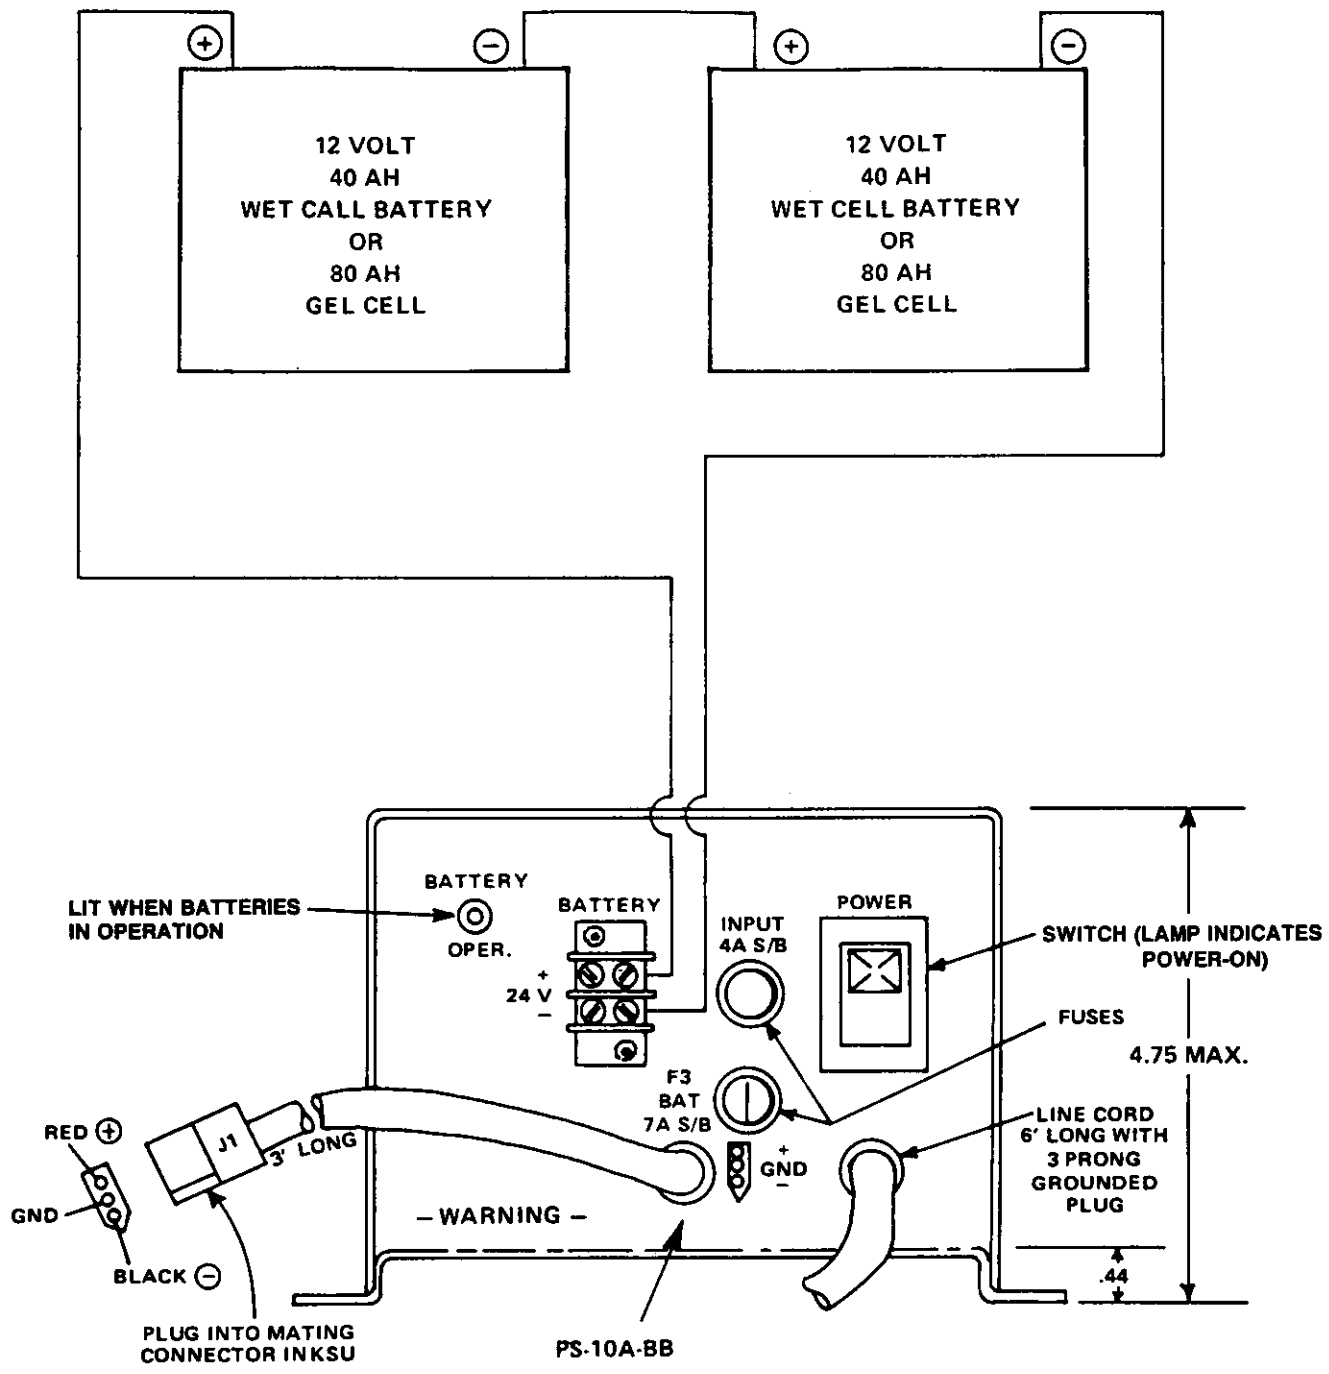 +
−
+
−
12 VOLT
40 AH
WET CALL BATTERY
OR
80 AH
GEL CELL
12 VOLT
40 AH
WET CELL BATTERY
OR
80 AH
GEL CELL
BATTERY
OPER.
LIT WHEN BATTERIES
IN OPERATION
BATTERY
+
24 V
−
INPUT
4A S/B
POWER
SWITCH (LAMP INDICATES
POWER-ON)
FUSES
4.75 MAX.
F3
BAT
7A S/B
+
GND
−
LINE CORD
6' LONG WITH
3 PRONG
GROUNDED
PLUG
RED +
GND
BLACK −
J1
3' LONG
– WARNING –
.44
PLUG INTO MATING
CONNECTOR INKSU
PS-10A-BB